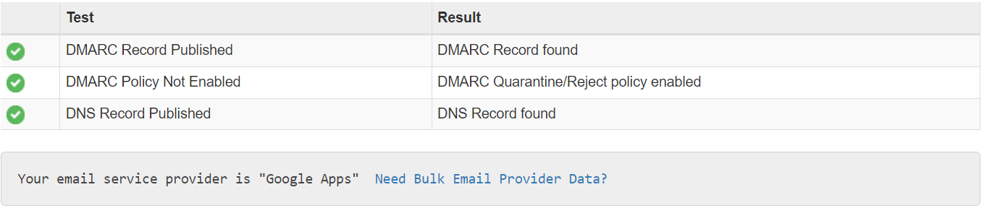 Test Result
DMARC Record Published DMARC Record found
DMARC Policy Not Enabled DMARC Quarantine/Reject policy enabled
DNS Record Published DNS Record found
Your email service provider is "Google Apps" Need Bulk Email Provider Data?